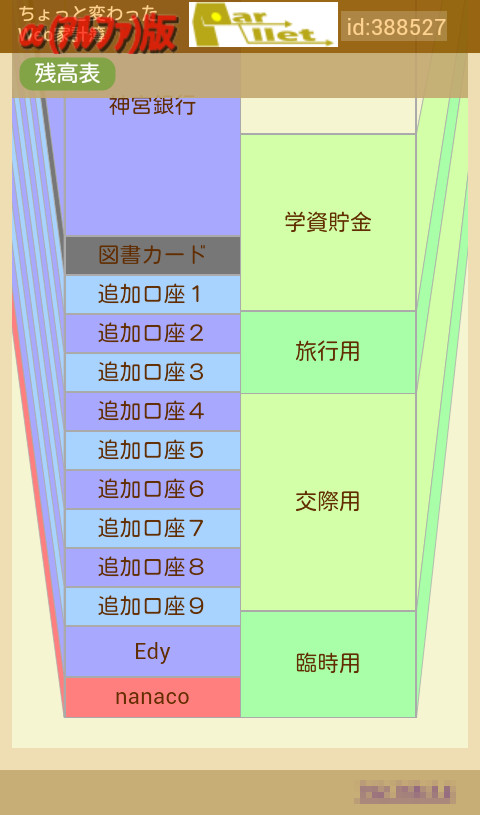 ちょっと変わった
Web家計簿
α(アルファ)版
Parllet.
id:388527
残高表
神宮銀行
図書カード
追加口座1
追加口座2
追加口座3
追加口座4
追加口座5
追加口座6
追加口座7
追加口座8
追加口座9
Edy
nanaco
学資貯金
旅行用
交際用
臨時用